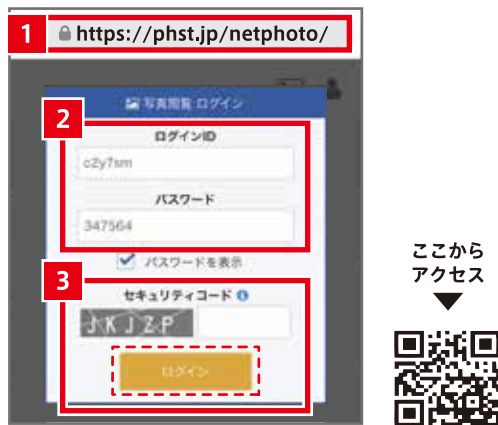 1
https://phst.jp/netphoto/
写真閲覧 ログイン
2
ログインID
c2y7sm
パスワード
347564
パスワードを表示
3
セキュリティコード
JKJZP
ログイン
ここから
アクセス